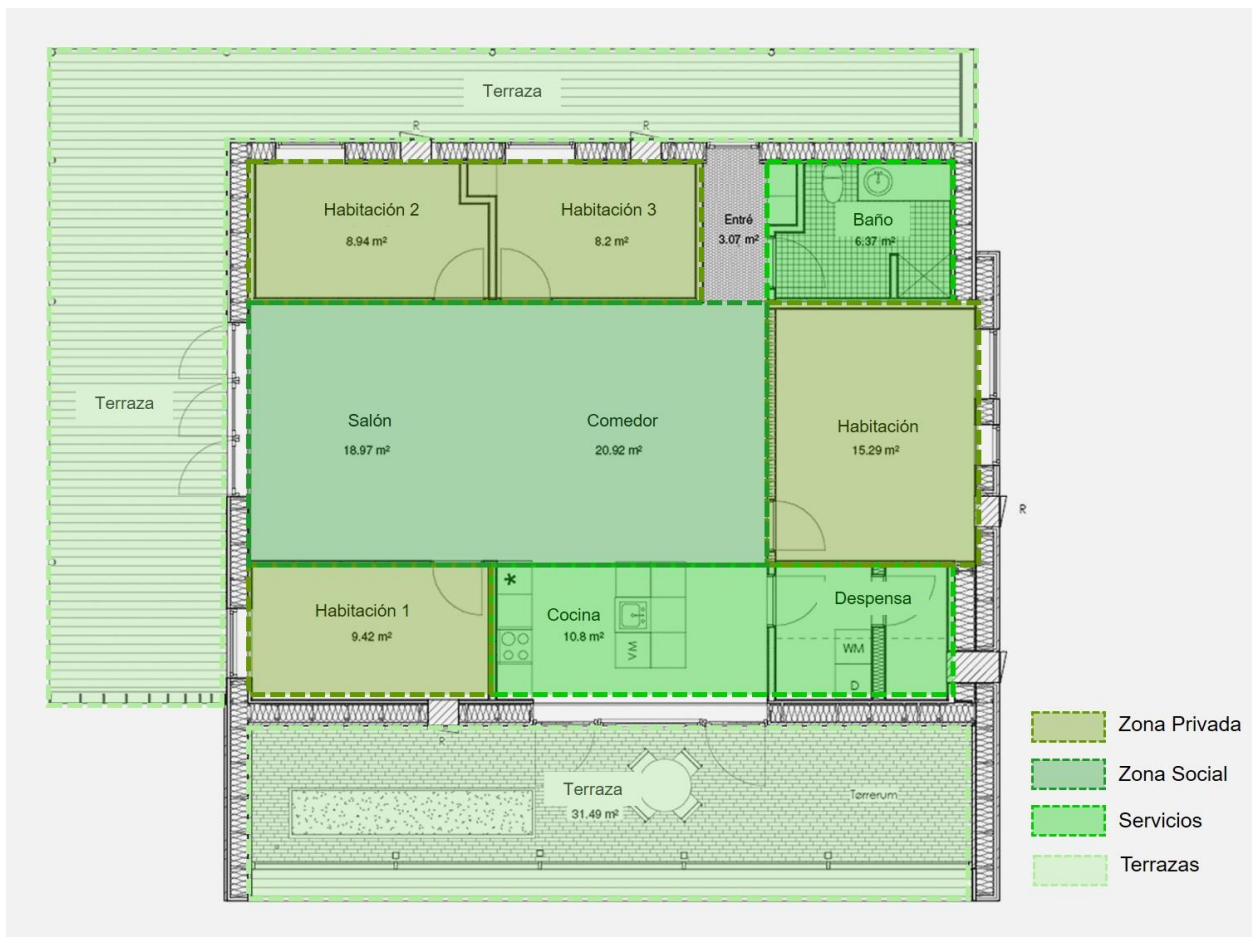 Terraza
R
R
Habitación 2
8.94 m²
Habitación 3
8.2 m²
Entré
3.07 m²
Baño
6.37 m²
Terraza
Salón
18.97 m²
Comedor
20.92 m²
Habitación
15.29 m²
R
Habitación 1
9.42 m²
*
Cocina
10.8 m²
VM
Despensa
WM
D
R
Terraza
31.49 m²
Tørrerum
Zona Privada
Zona Social
Servicios
Terrazas